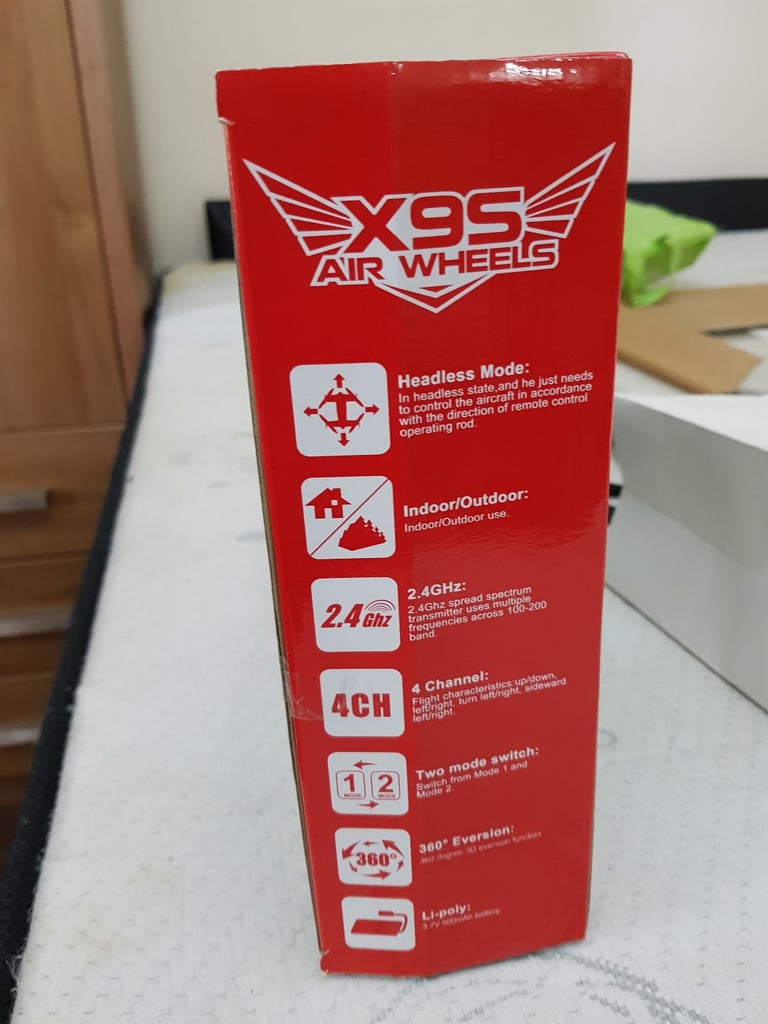 X9S
AIR WHEELS
Headless Mode:
In headless state,and he just needs
to control the aircraft in accordance
with the direction of remote control
operating rod.
Indoor/Outdoor:
Indoor/Outdoor use.
2.4Ghz
2.4GHz:
2.4Ghz spread spectrum
transmitter uses multiple
frequencies across 100-200
band.
4CH
4 Channel:
Flight characteristics:up/down,
left/right, turn left/right, sideward
left/right.
1 2
MODE MODE
Two mode switch:
Switch from Mode 1 and
Mode 2.
360°
360° Eversion:
360 degree 3D eversion function
Li-poly:
3.7V 500mAh battery